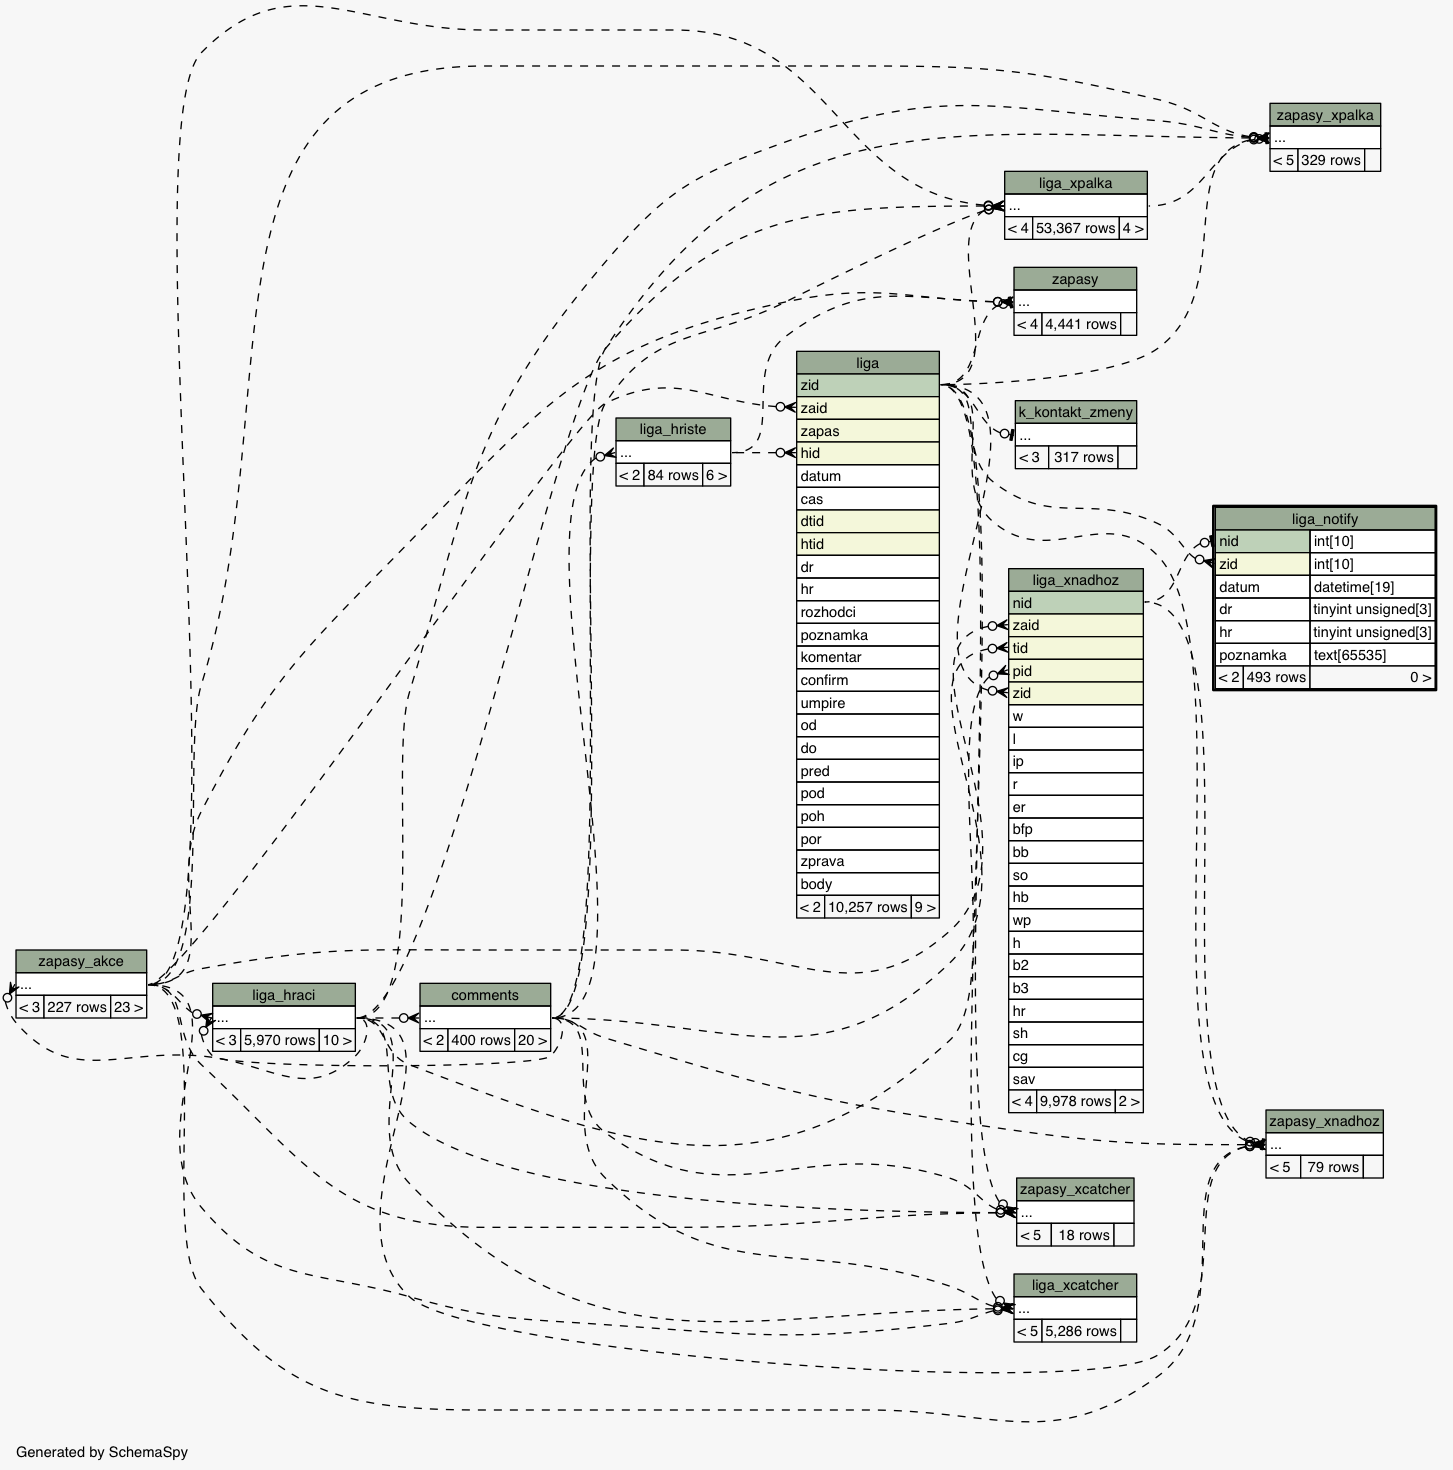 zapasy_xpalka
...
< 5 329 rows
liga_xpalka
...
< 4 53,367 rows 4 >
zapasy
...
< 4 4,441 rows
liga
zid
zaid
zapas
hid
datum
cas
dtid
htid
dr
hr
rozhodci
poznamka
komentar
confirm
umpire
od
do
pred
pod
poh
por
zprava
body
< 2 10,257 rows 9 >
k_kontakt_zmeny
...
< 3 317 rows
liga_hriste
...
< 2 84 rows 6 >
liga_notify
nid int[10]
zid int[10]
datum datetime[19]
dr tinyint unsigned[3]
hr tinyint unsigned[3]
poznamka text[65535]
< 2 493 rows 0 >
liga_xnadhoz
nid
zaid
tid
pid
zid
w
l
ip
r
er
bfp
bb
so
hb
wp
h
b2
b3
hr
sh
cg
sav
< 4 9,978 rows 2 >
zapasy_akce
...
< 3 227 rows 23 >
liga_hraci
...
< 3 5,970 rows 10 >
comments
...
< 2 400 rows 20 >
zapasy_xnadhoz
...
< 5 79 rows
zapasy_xcatcher
...
< 5 18 rows
liga_xcatcher
...
< 5 5,286 rows
Generated by SchemaSpy